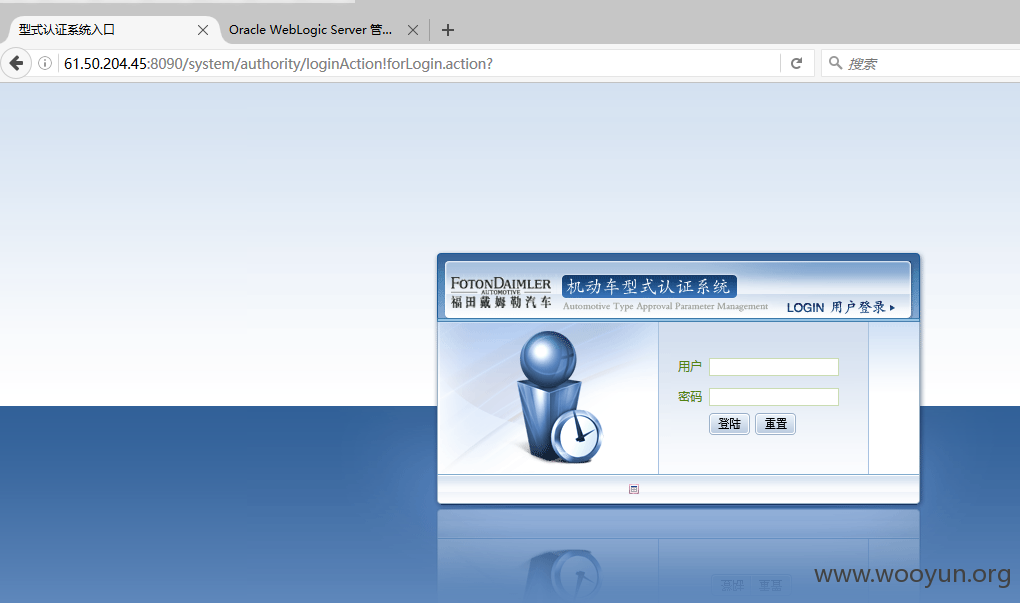 型式认证系统入口
Oracle WebLogic Server 管...
61.50.204.45:8090/system/authority/loginAction!forLogin.action?
搜索
FOTONDAIMLER
AUTOMOTIVE
福田戴姆勒汽车
机动车型式认证系统
Automotive Type Approval Parameter Management
LOGIN 用户登录
用户
密码
登陆 重置
www.wooyun.org